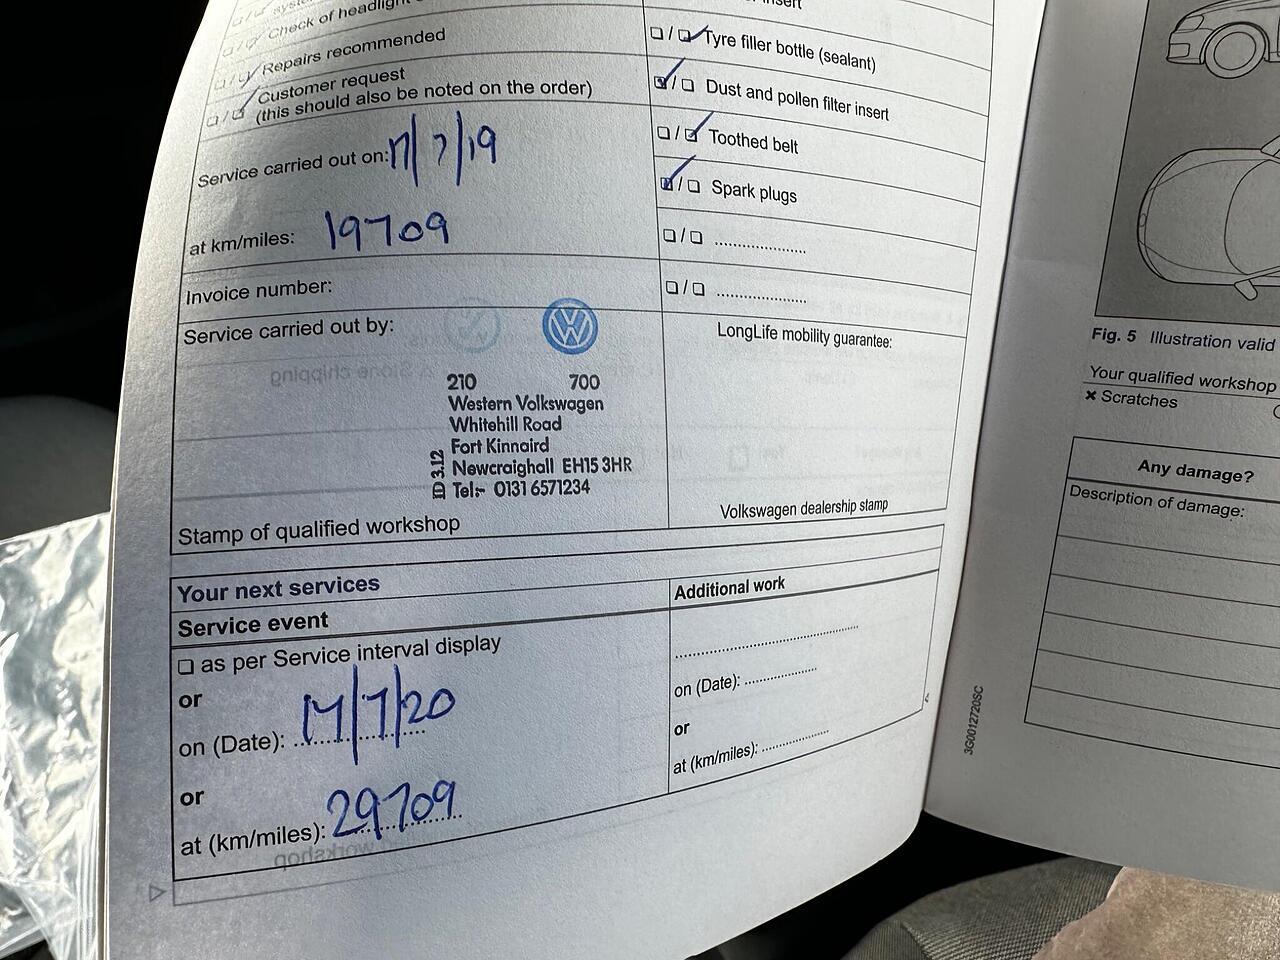 Check of headlight
Repairs recommended
Customer request
(this should also be noted on the order)
Service carried out on: 17/7/19
at km/miles: 19709
Invoice number:
Service carried out by:
210 700
Western Volkswagen
Whitehill Road
Fort Kinnaird
Newcraighall EH15 3HR
Tel:- 0131 6571234
ID 3.12
Stamp of qualified workshop
insert
Tyre filler bottle (sealant)
Dust and pollen filter insert
Toothed belt
Spark plugs
LongLife mobility guarantee:
Volkswagen dealership stamp
Your next services
Service event
as per Service interval display
or
on (Date): 17/7/20
or
at (km/miles): 29709
Additional work
on (Date):
or
at (km/miles):
Fig. 5 Illustration valid
Your qualified workshop
× Scratches
Any damage?
Description of damage:
3G0012720SC